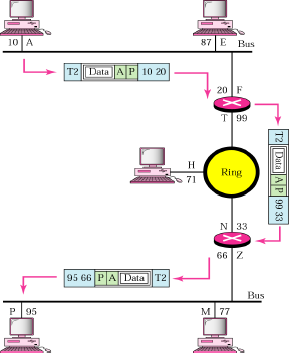 10 A
87 E
Bus
T2 Data A P 10 20
20 F
T 99
T2 Data A P 99 33
H
71
Ring
N 33
66 Z
95 66 P A Data T2
Bus
P 95
M 77